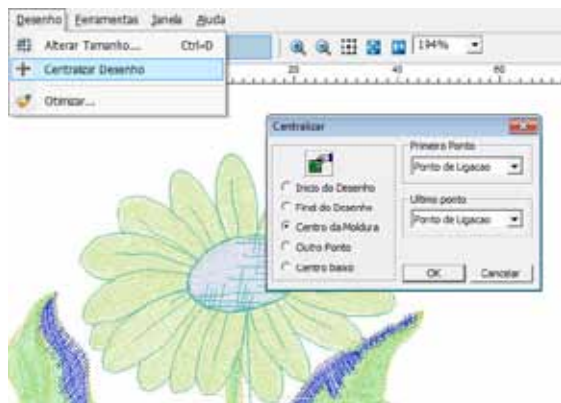 Desenho Ferramentas Janela Ajuda
Alterar Tamanho... Ctrl+D
194%
Centralizar Desenho
20 40 60
Otimizar...
Centralizar
Primeiro Ponto
Ponto de Ligacao
Inicio do Desenho
Final do Desenho
Ultimo ponto
Centro da Moldura
Ponto de Ligacao
Outro Ponto
Centro baixo
OK Cancelar